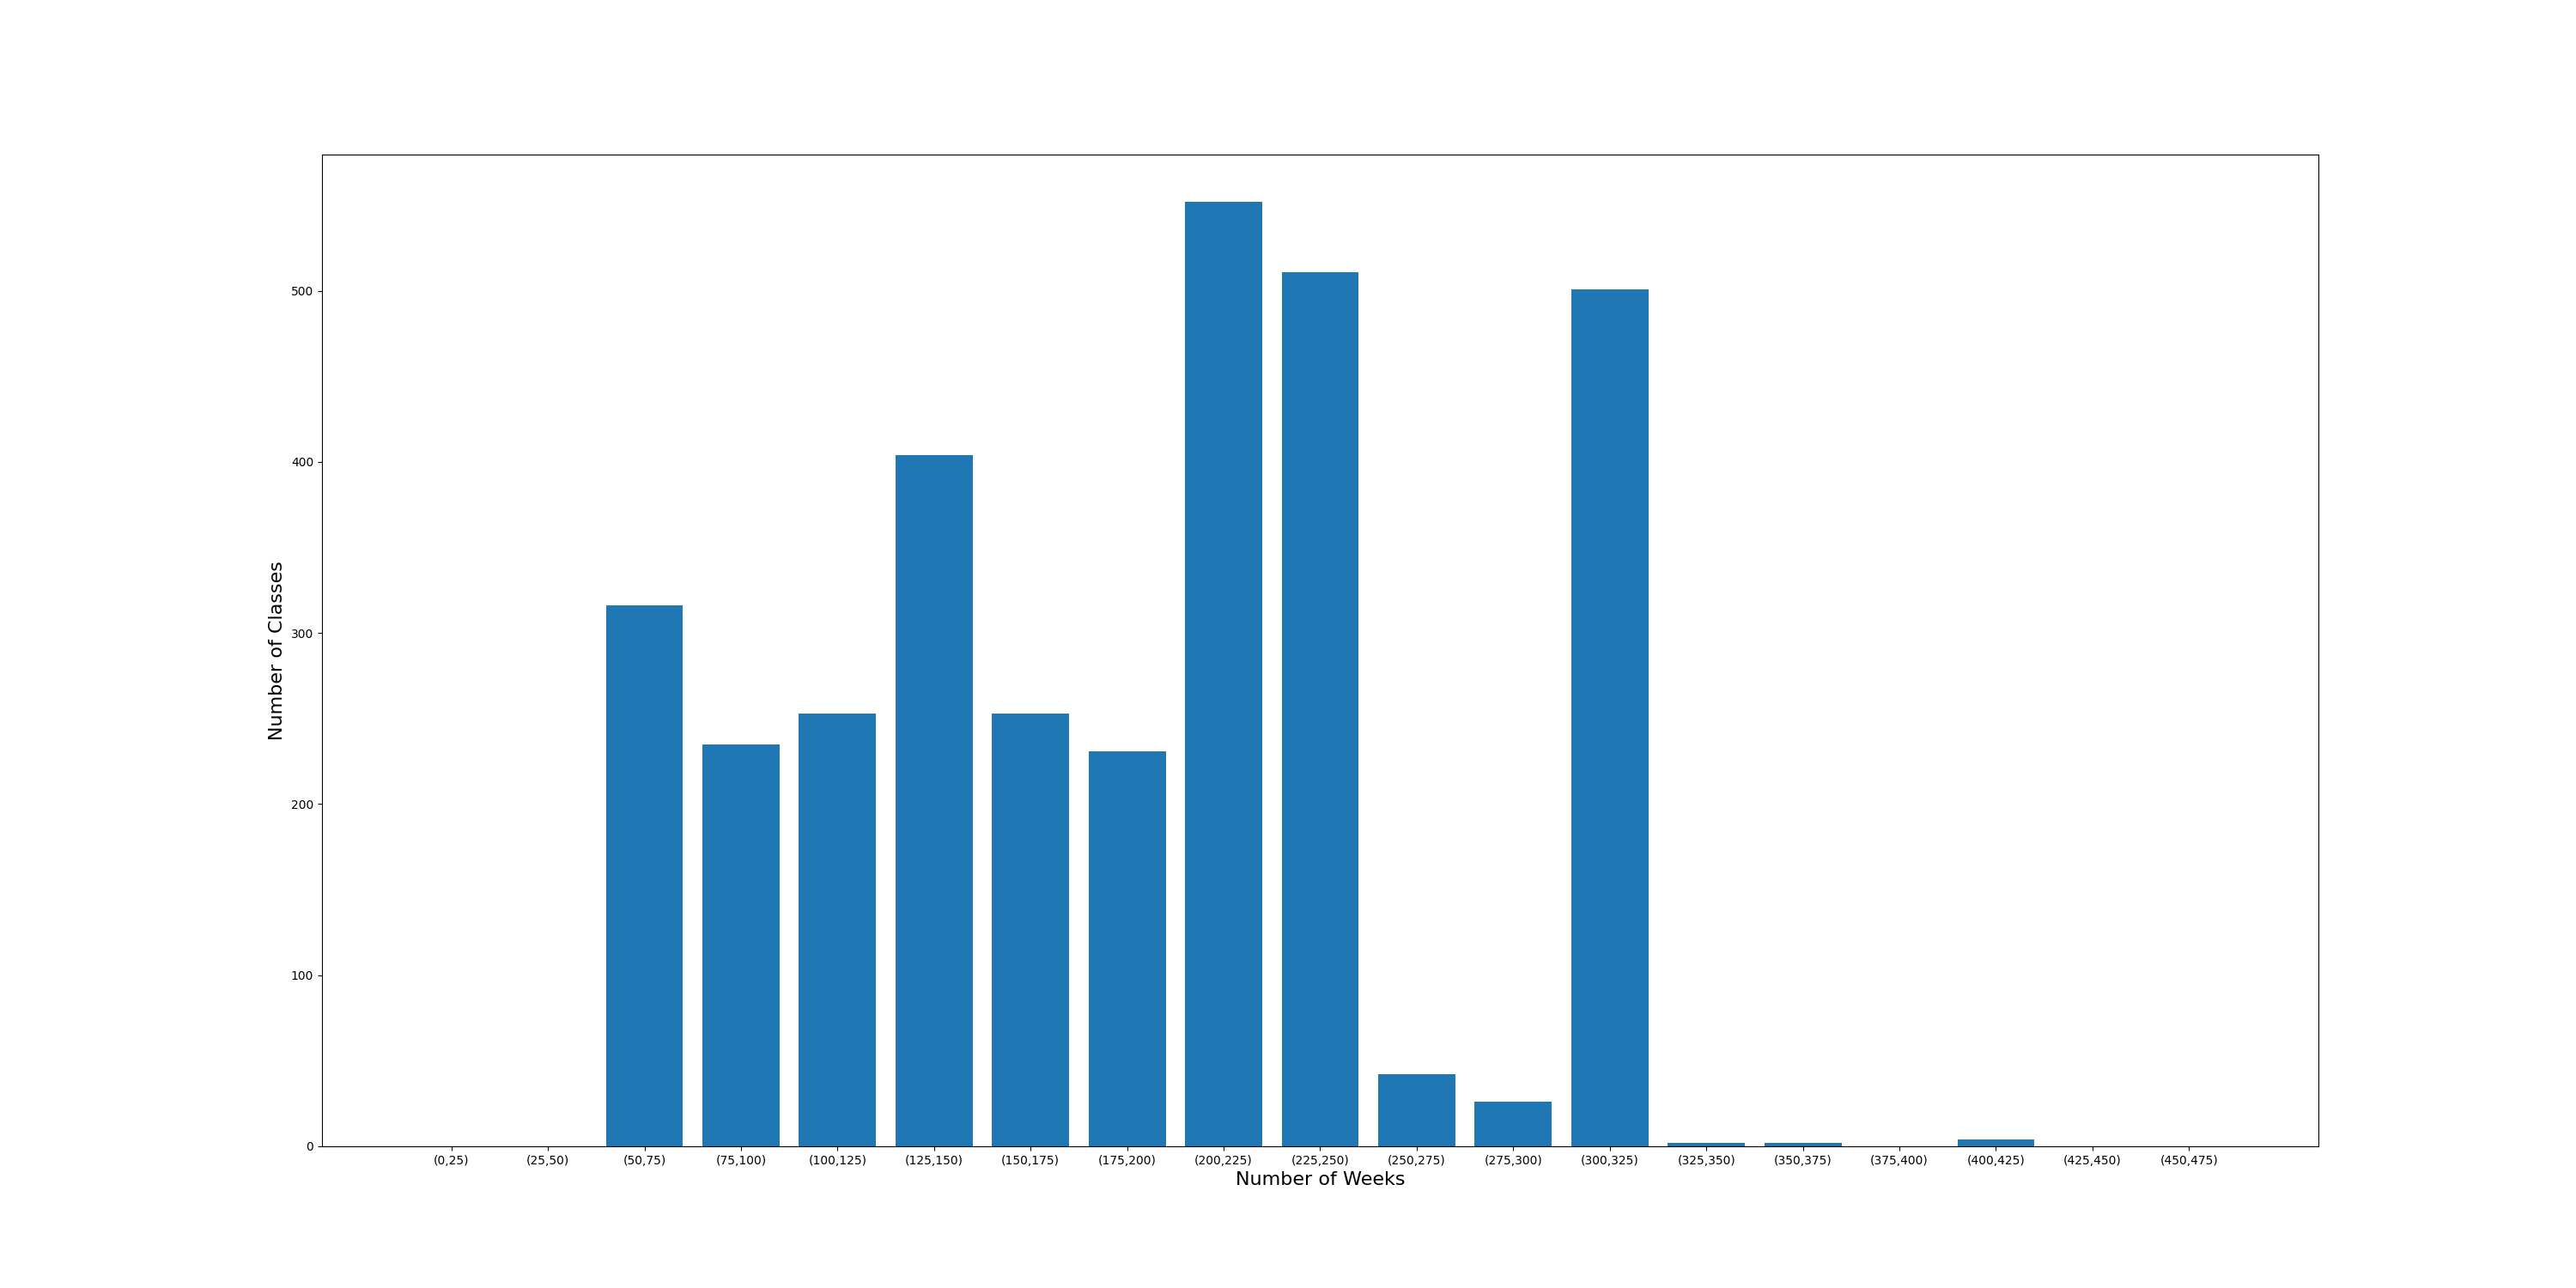 Number of Classes
500
400
300
200
100
0
(0,25) (25,50) (50,75) (75,100) (100,125) (125,150) (150,175) (175,200) (200,225) (225,250) (250,275) (275,300) (300,325) (325,350) (350,375) (375,400) (400,425) (425,450) (450,475)
Number of Weeks